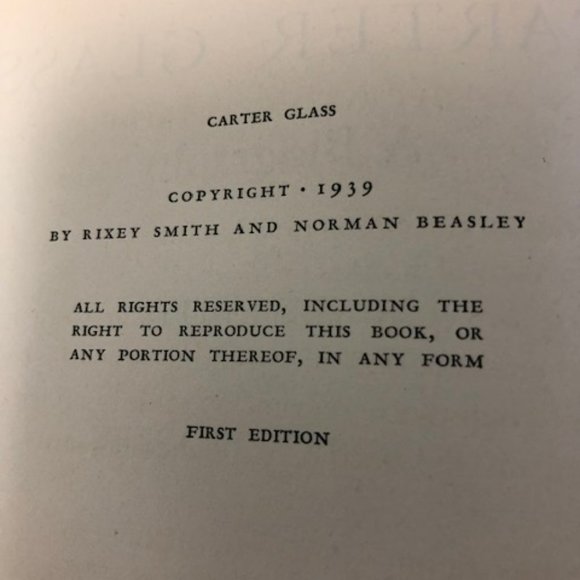 CARTER GLASS
COPYRIGHT · 1939
BY RIXEY SMITH AND NORMAN BEASLEY
ALL RIGHTS RESERVED, INCLUDING THE
RIGHT TO REPRODUCE THIS BOOK, OR
ANY PORTION THEREOF, IN ANY FORM
FIRST EDITION